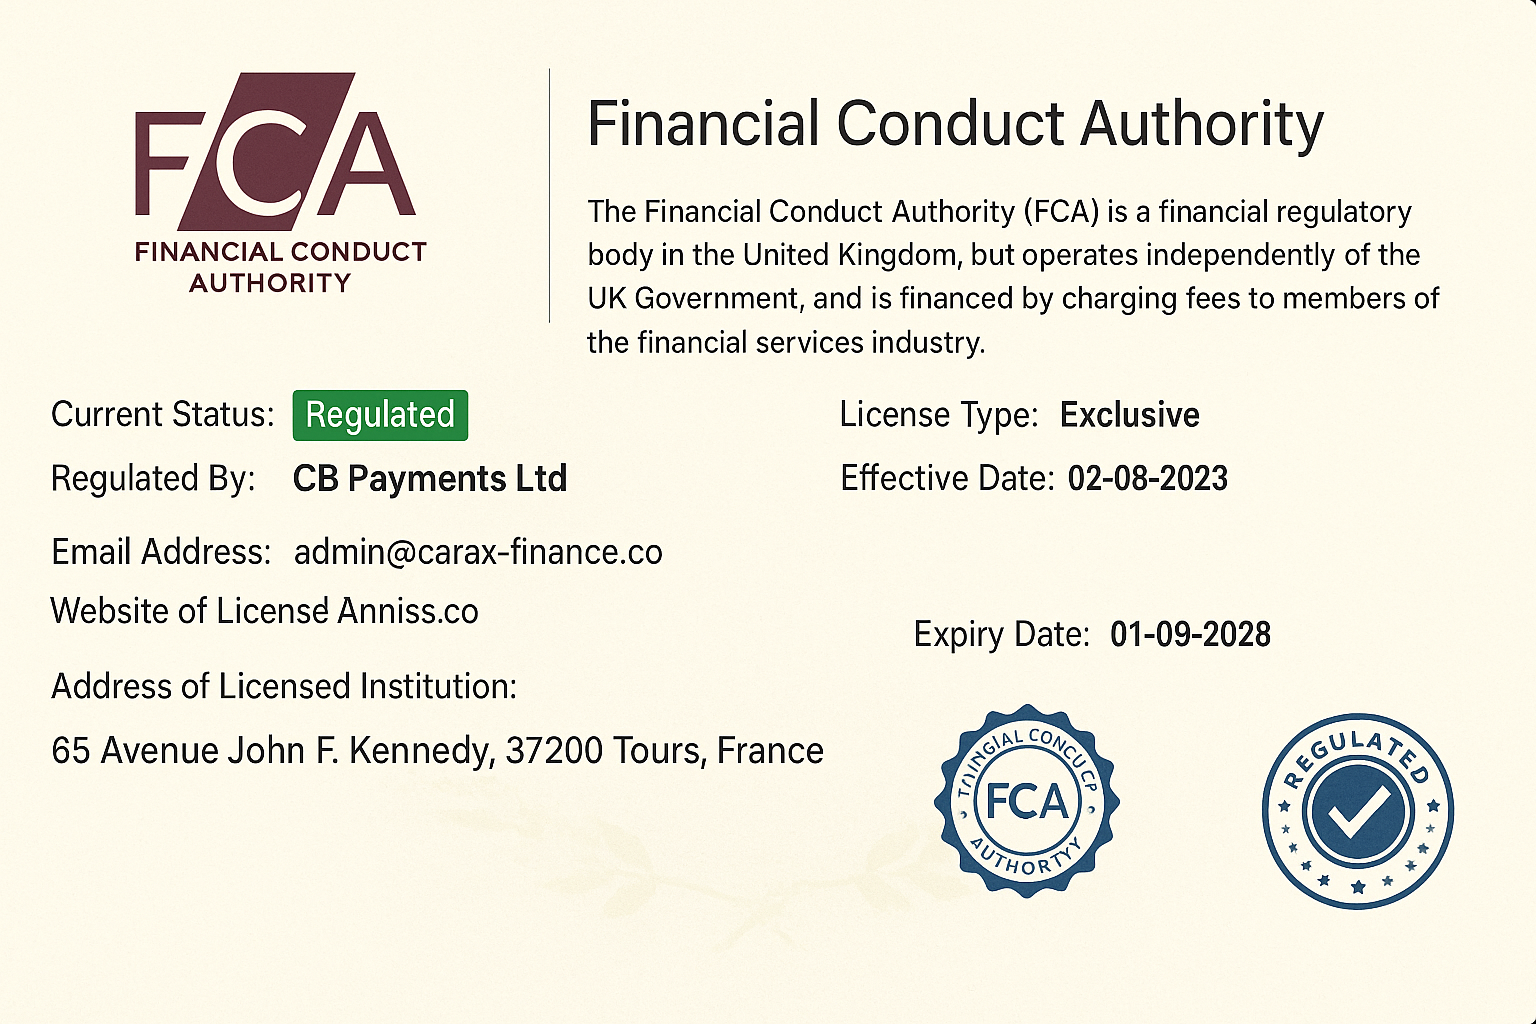 FCA
FINANCIAL CONDUCT
AUTHORITY
Financial Conduct Authority
The Financial Conduct Authority (FCA) is a financial regulatory
body in the United Kingdom, but operates independently of the
UK Government, and is financed by charging fees to members of
the financial services industry.
Current Status: Regulated
License Type: Exclusive
Regulated By: CB Payments Ltd
Effective Date: 02-08-2023
Email Address: admin@carax-finance.co
Website of License Anniss.co
Expiry Date: 01-09-2028
Address of Licensed Institution:
65 Avenue John F. Kennedy, 37200 Tours, France
CONCU CP
FCA
AUTHORTYY
REGULATED